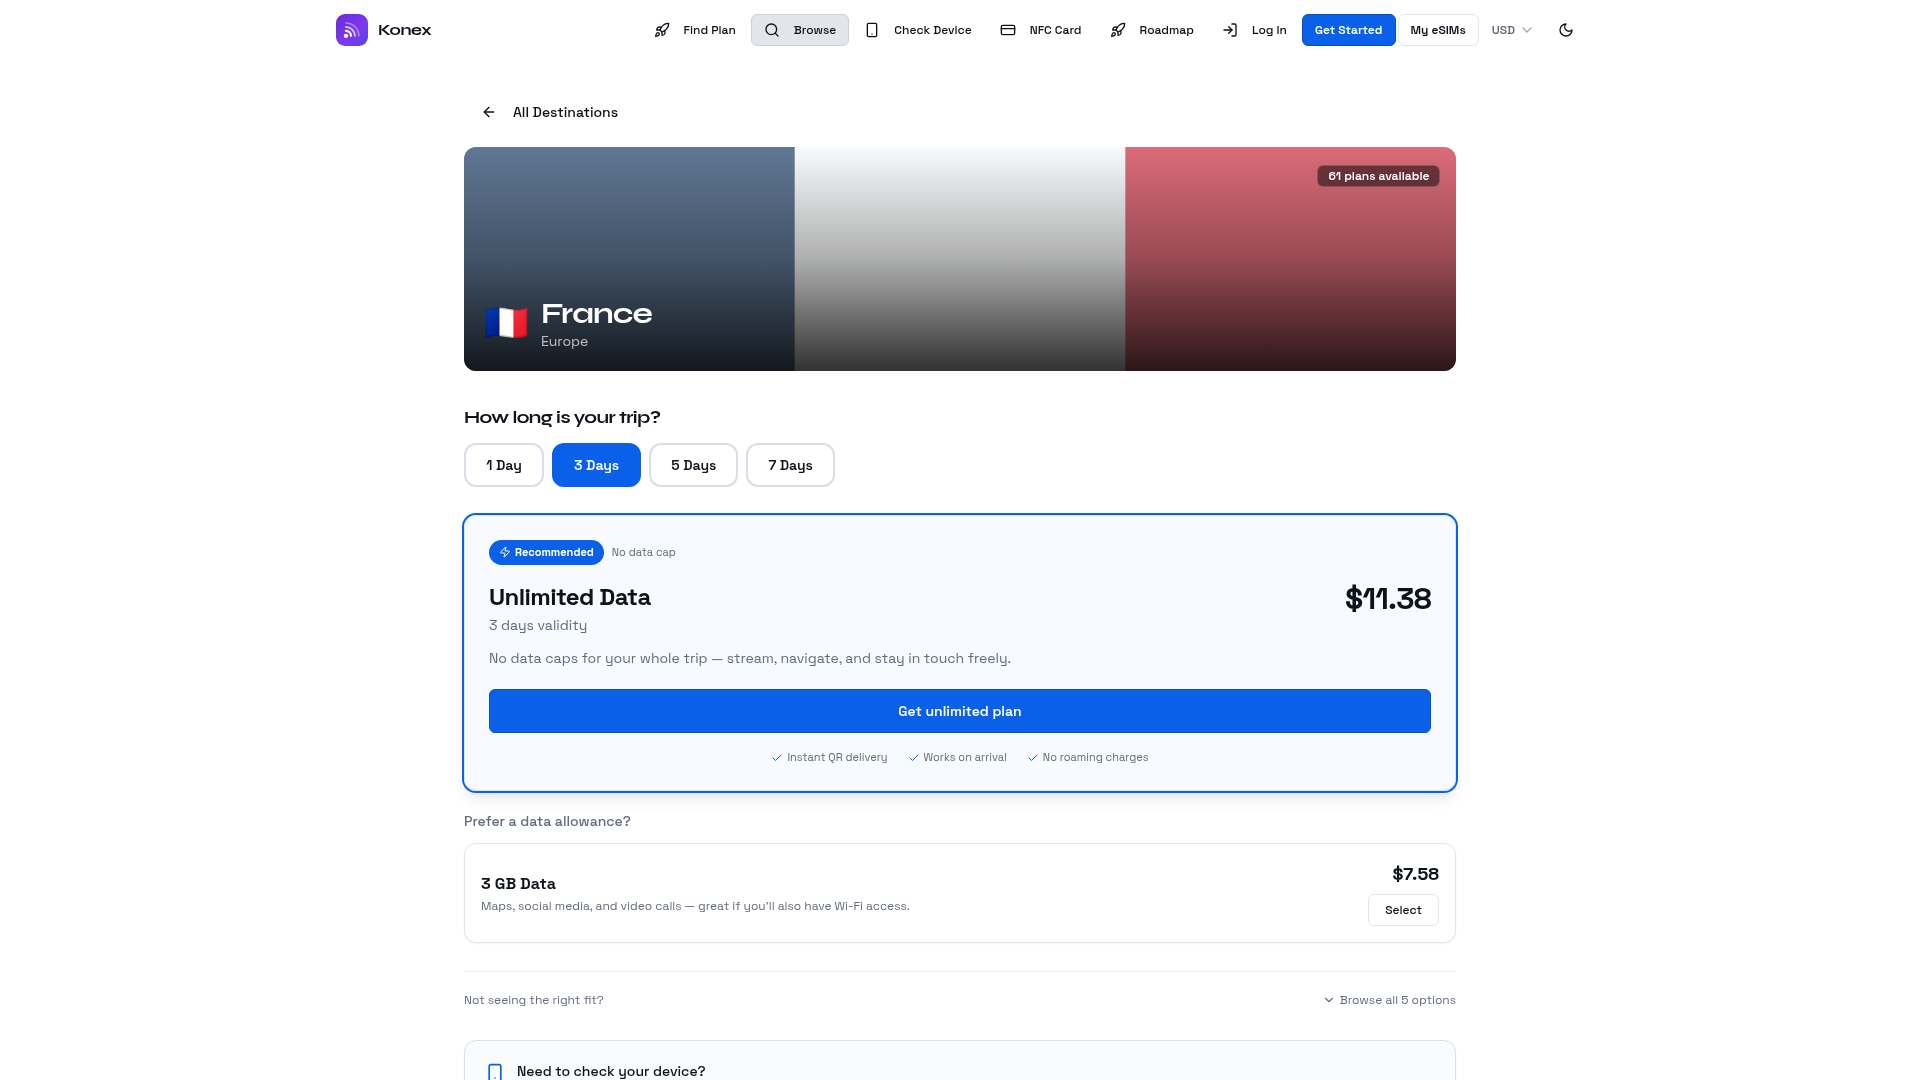 Konex
Find Plan
Browse
Check Device
NFC Card
Roadmap
Log In
Get Started
My eSIMs
USD
All Destinations
61 plans available
France
Europe
How long is your trip?
1 Day
3 Days
5 Days
7 Days
Recommended
No data cap
Unlimited Data
$11.38
3 days validity
No data caps for your whole trip — stream, navigate, and stay in touch freely.
Get unlimited plan
Instant QR delivery
Works on arrival
No roaming charges
Prefer a data allowance?
3 GB Data
$7.58
Maps, social media, and video calls — great if you'll also have Wi-Fi access.
Select
Not seeing the right fit?
Browse all 5 options
Need to check your device?